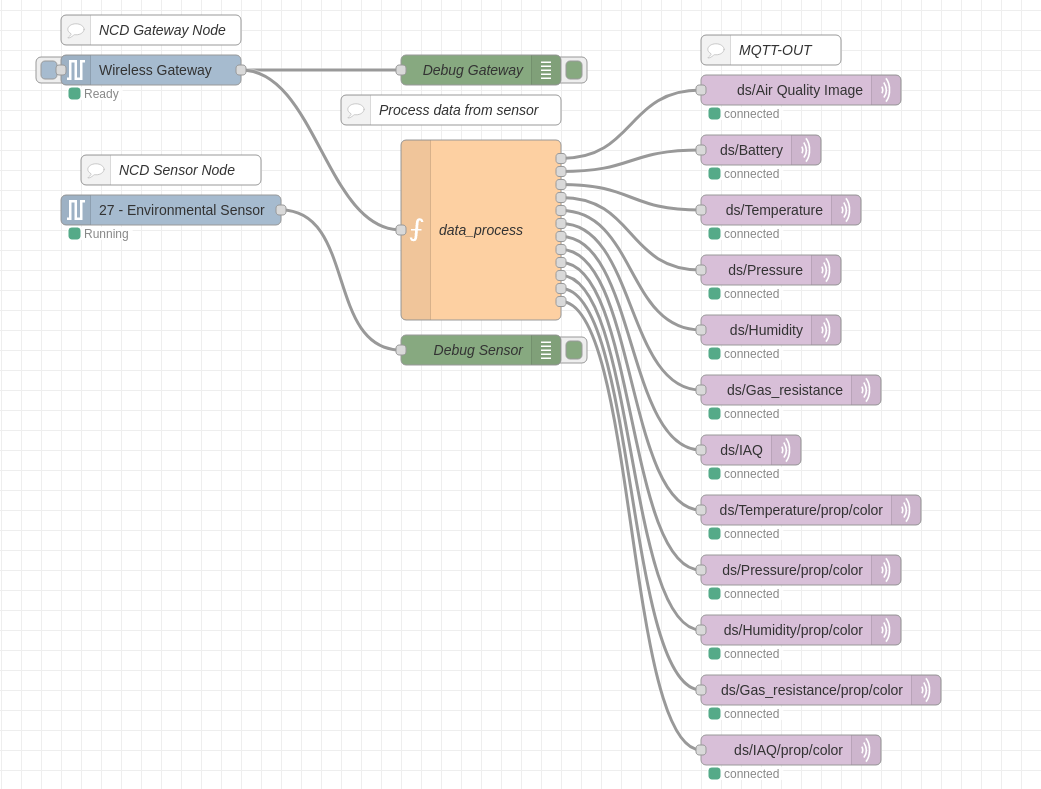 NCD Gateway Node
Wireless Gateway
Ready
NCD Sensor Node
27 - Environmental Sensor
Running
Debug Gateway
Process data from sensor
data_process
Debug Sensor
MQTT-OUT
ds/Air Quality Image
connected
ds/Battery
connected
ds/Temperature
connected
ds/Pressure
connected
ds/Humidity
connected
ds/Gas_resistance
connected
ds/IAQ
connected
ds/Temperature/prop/color
connected
ds/Pressure/prop/color
connected
ds/Humidity/prop/color
connected
ds/Gas_resistance/prop/color
connected
ds/IAQ/prop/color
connected